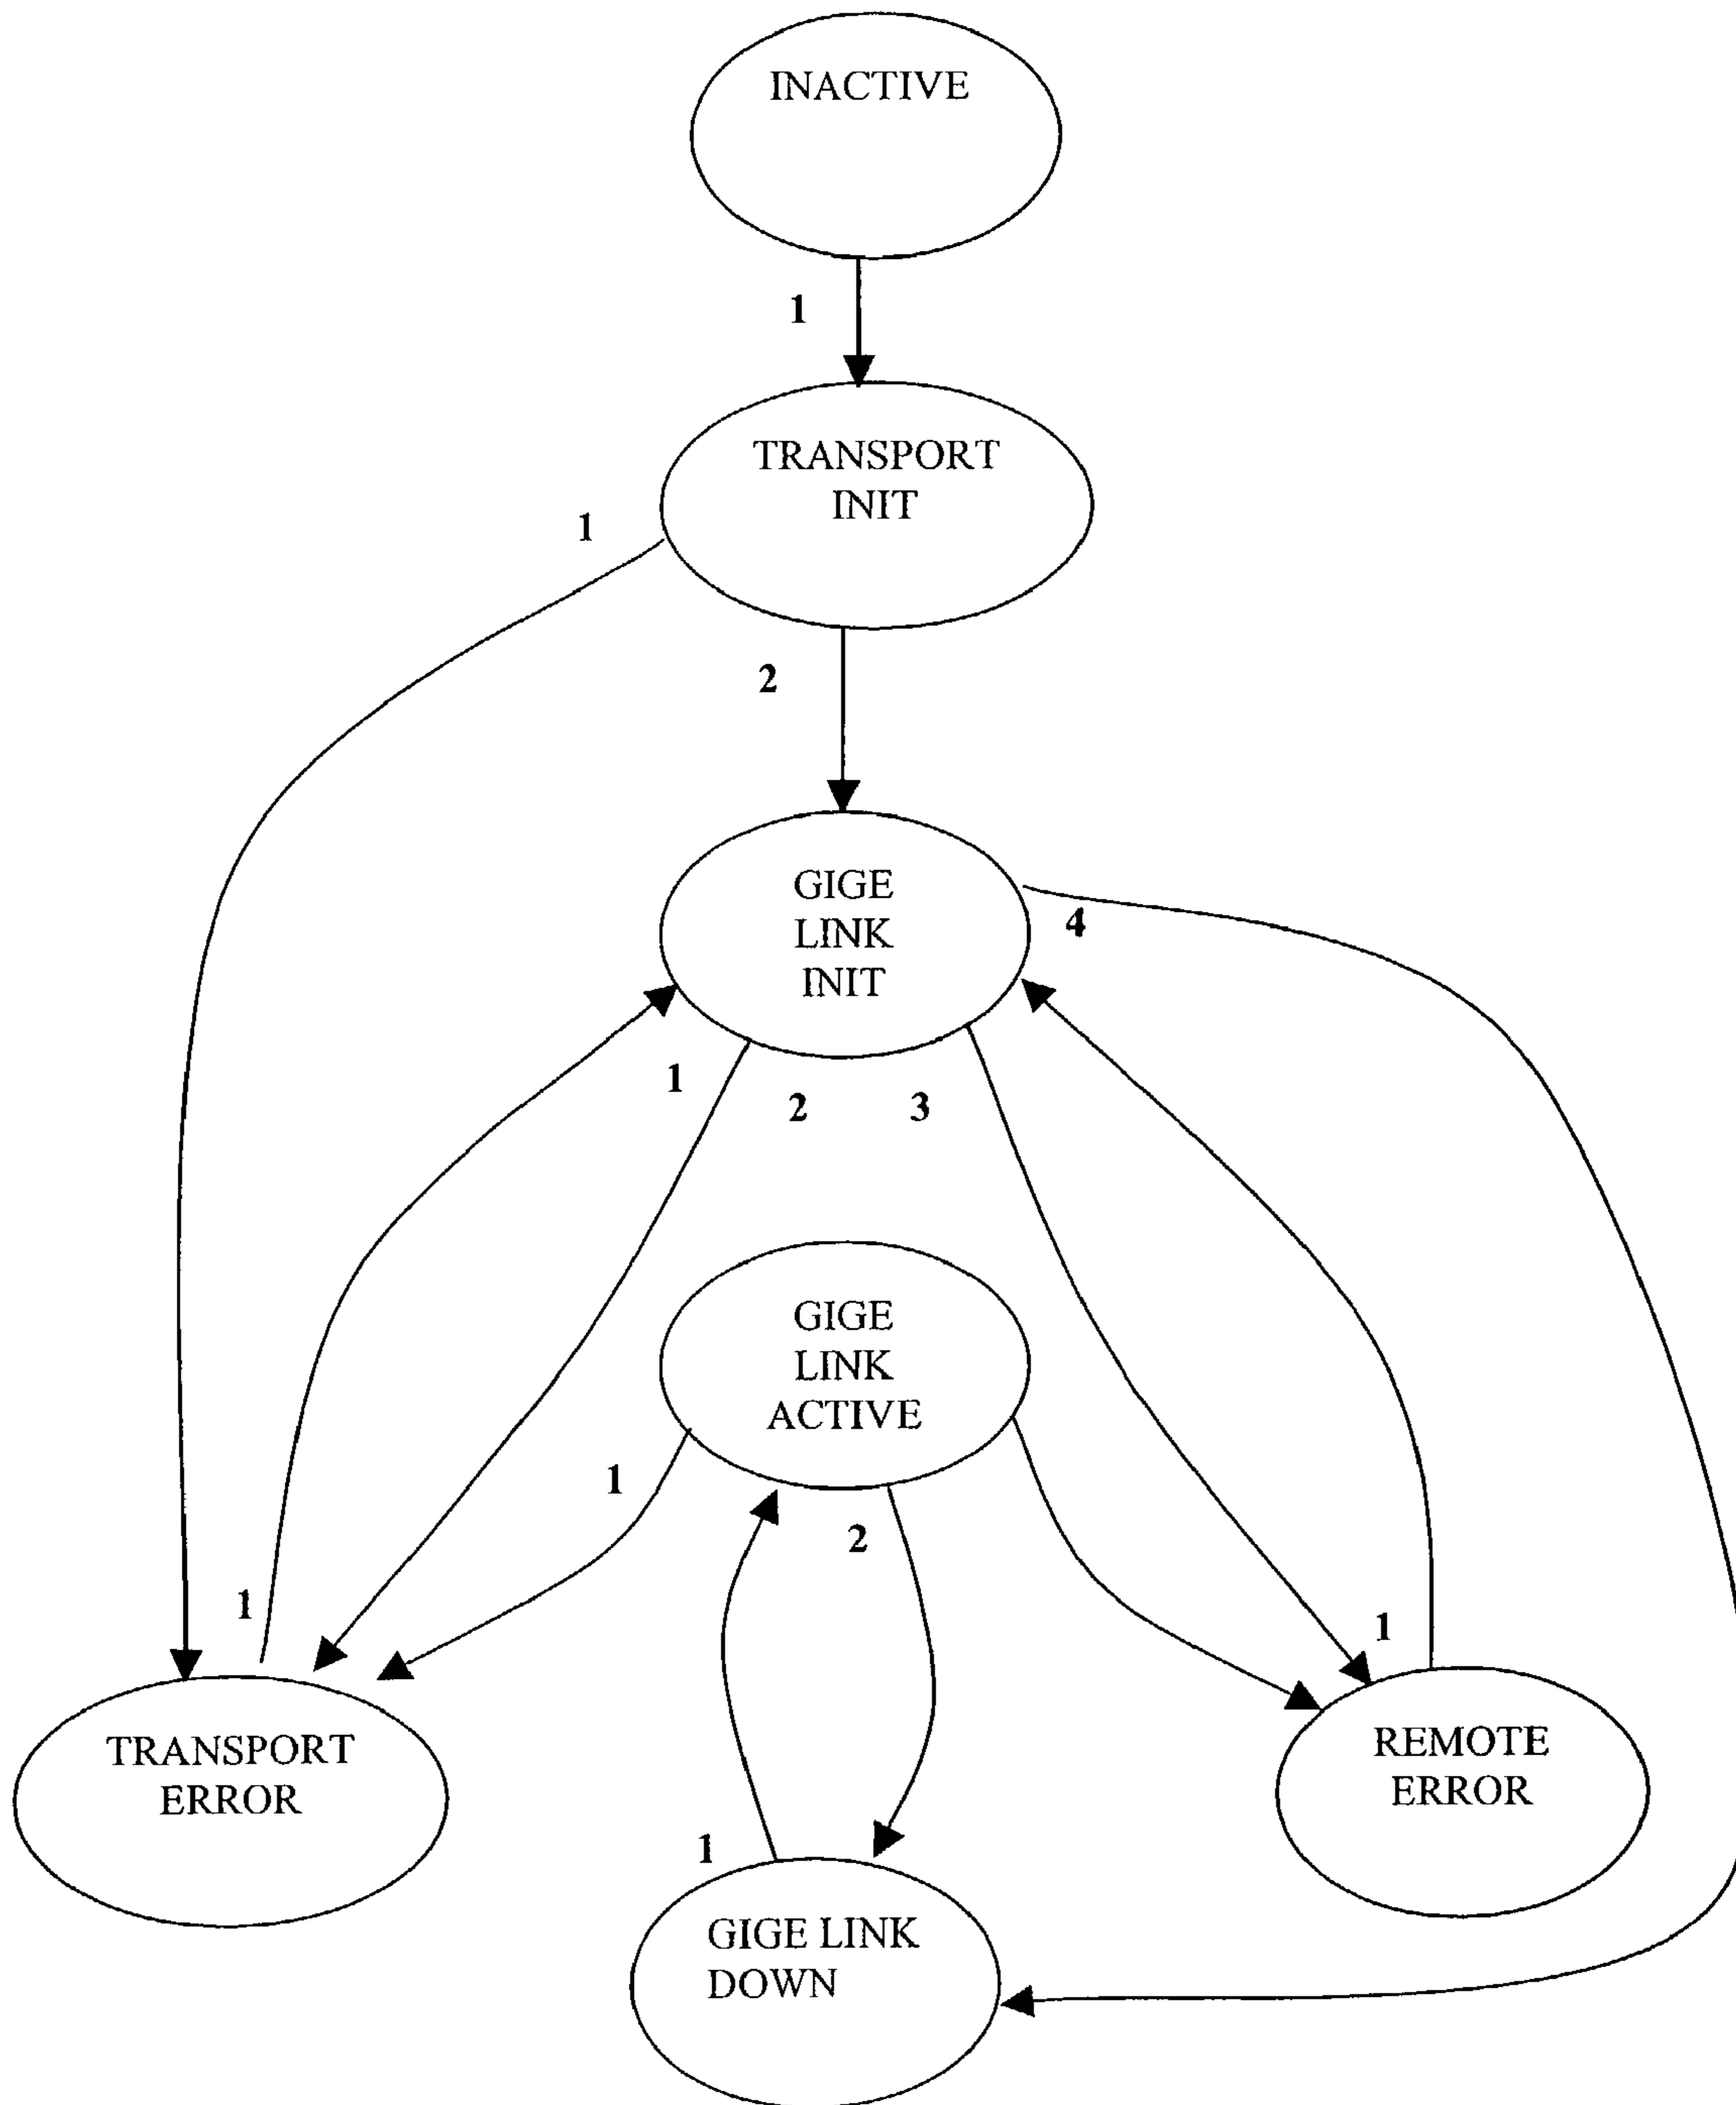 INACTIVE
1
TRANSPORT
INIT
1
2
GIGE
LINK
INIT
4
1
2
3
GIGE
LINK
ACTIVE
1
2
1
1
TRANSPORT
ERROR
REMOTE
ERROR
1
GIGE LINK
DOWN